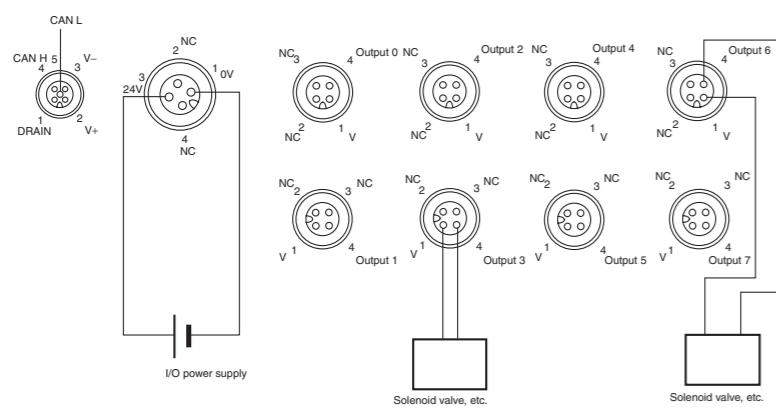 CAN L
CAN H 5 V−
4 3
1 2
DRAIN V+
NC
2
3 1
24V 0V
4
NC
I/O power supply
NC Output 0
3 4
NC 2 1 V
NC Output 2
3 4
NC 2 1 V
NC Output 4
3 4
NC 2 1 V
NC Output 6
3 4
NC 2 1 V
NC 2 3 NC
V 1 4 Output 1
NC 2 3 NC
V 1 4 Output 3
NC 2 3 NC
V 1 4 Output 5
NC 2 3 NC
V 1 4 Output 7
Solenoid valve, etc.
Solenoid valve, etc.